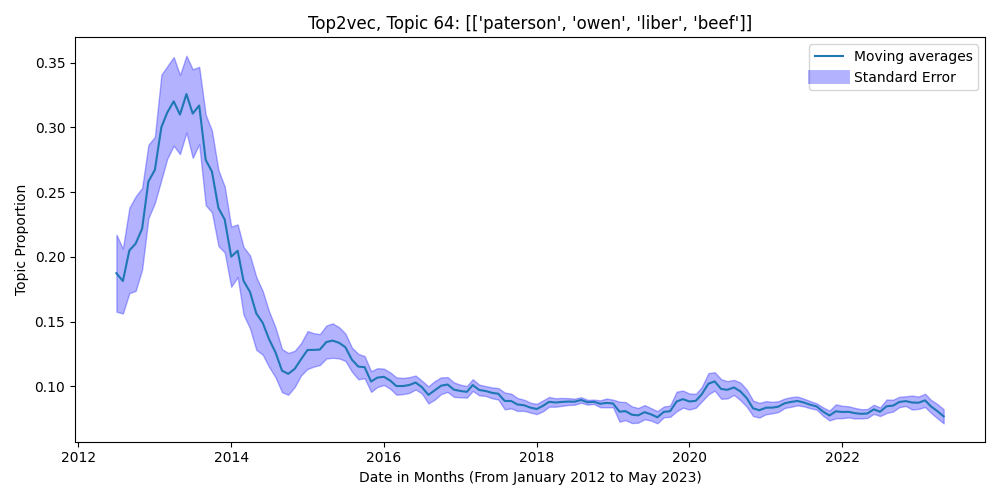 Top2vec, Topic 64: [['paterson', 'owen', 'liber', 'beef']]
Moving averages
Standard Error
Topic Proportion
0.35
0.30
0.25
0.20
0.15
0.10
2012 2014 2016 2018 2020 2022
Date in Months (From January 2012 to May 2023)